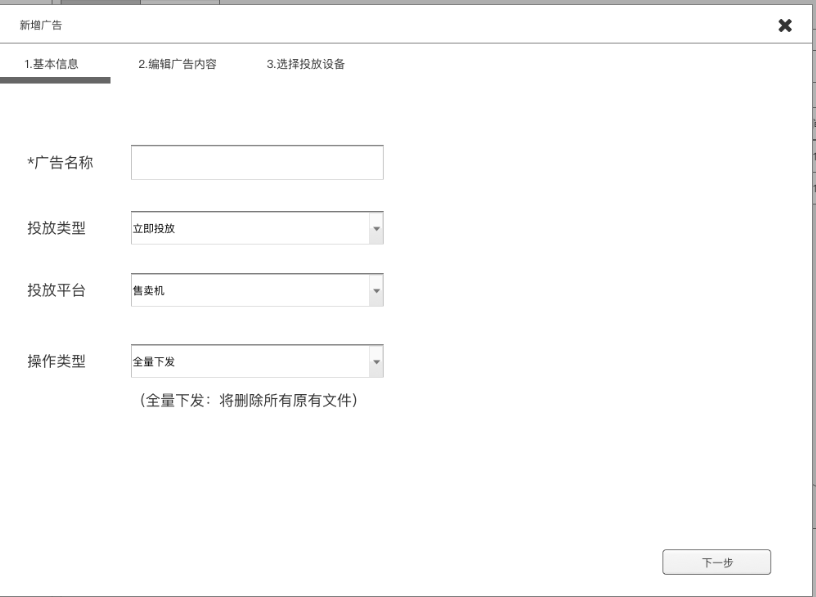 新增广告
1.基本信息 2.编辑广告内容 3.选择投放设备
*广告名称
投放类型 立即投放
投放平台 售卖机
操作类型 全量下发
（全量下发：将删除所有原有文件）
下一步